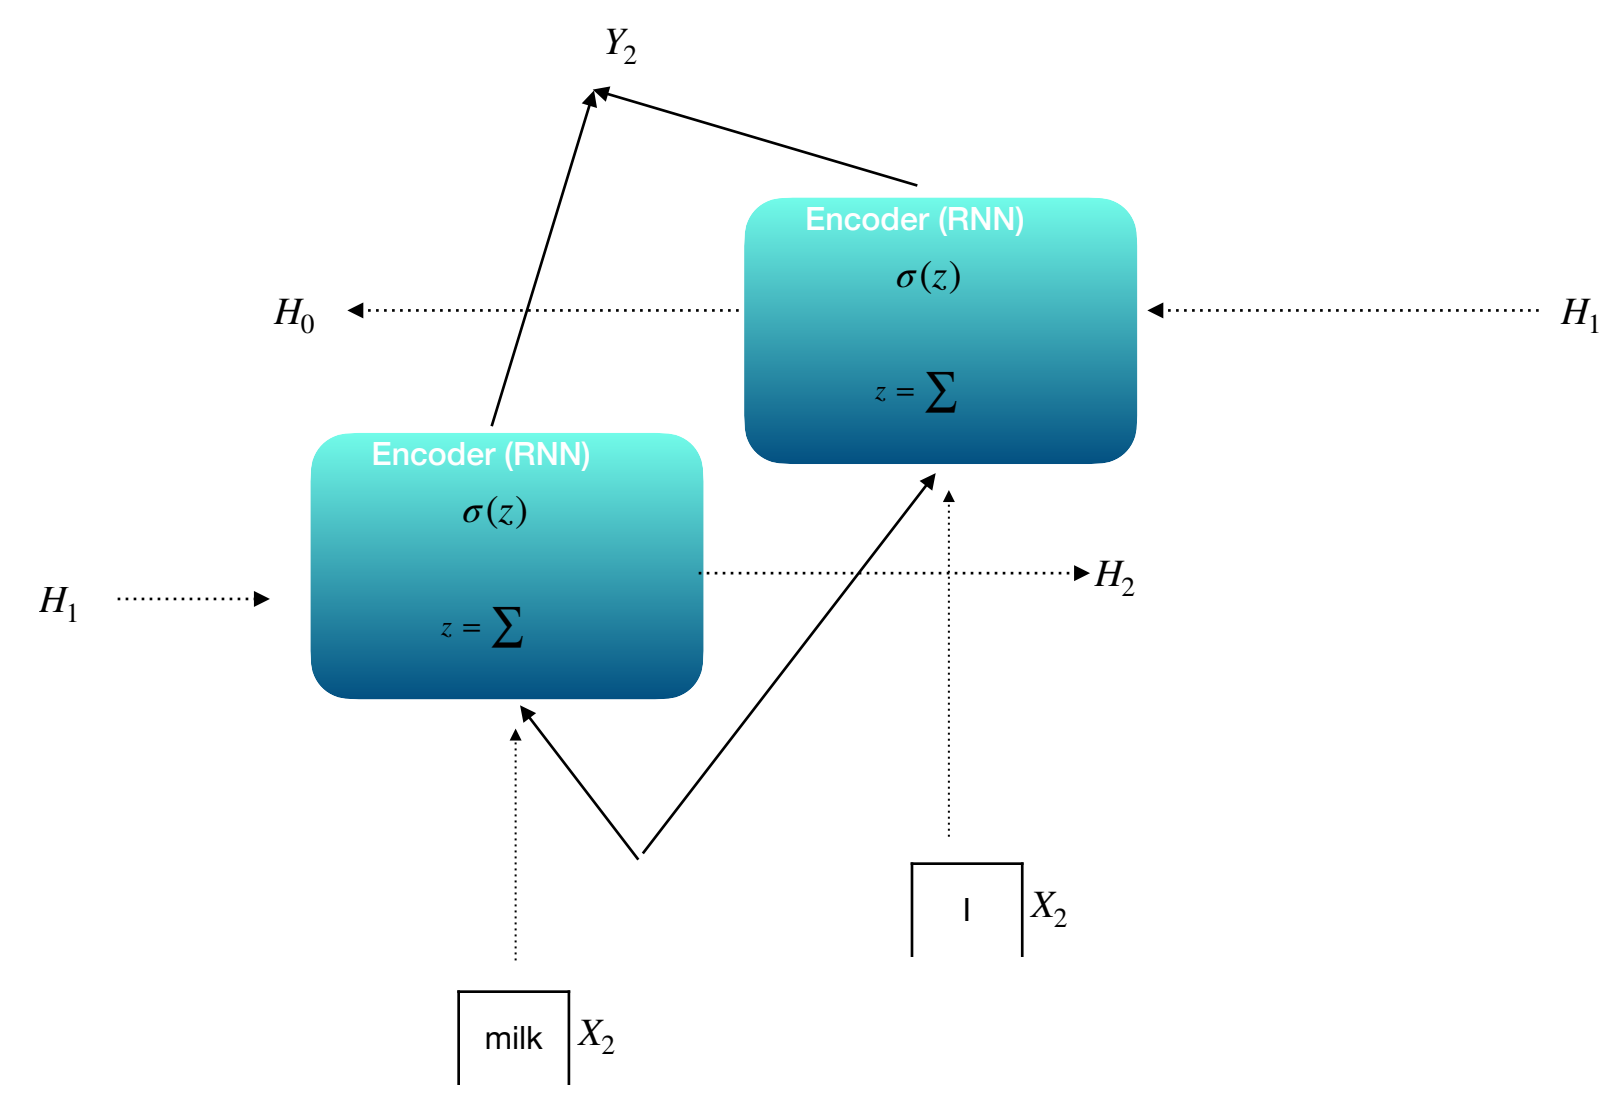 Y₂
Encoder (RNN)
σ(z)
H₀
H₁
z = ∑
Encoder (RNN)
σ(z)
H₂
H₁
z = ∑
I X₂
milk X₂